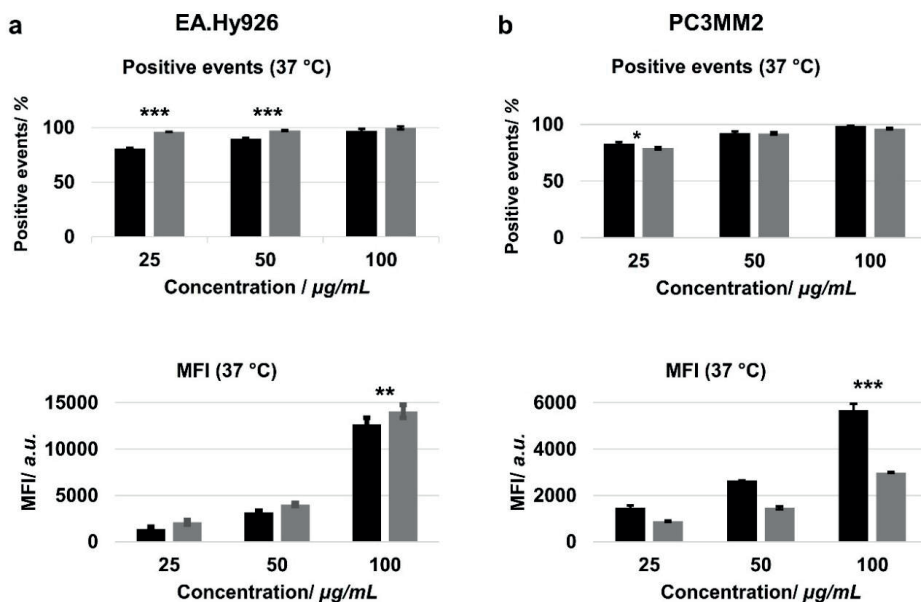 a
EA.Hy926
Positive events (37 °C)
Positive events/ %
100
50
0
***
***
25
50
100
Concentration / µg/mL
MFI (37 °C)
MFI/ a.u.
15000
10000
5000
0
**
25
50
100
Concentration/ µg/mL
b
PC3MM2
Positive events (37 °C)
Positive events/ %
100
50
0
*
25
50
100
Concentration/ µg/mL
MFI (37 °C)
MFI/ a.u.
6000
4000
2000
0
***
25
50
100
Concentration/ µg/mL